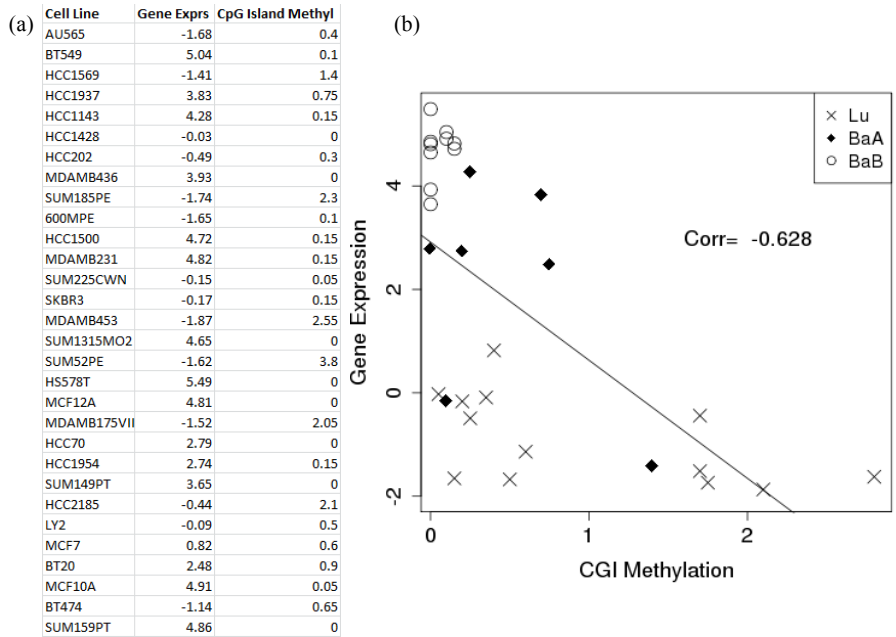 (a)
Cell Line Gene Exprs CpG Island Methyl
AU565 -1.68 0.4
BT549 5.04 0.1
HCC1569 -1.41 1.4
HCC1937 3.83 0.75
HCC1143 4.28 0.15
HCC1428 -0.03 0
HCC202 -0.49 0.3
MDAMB436 3.93 0
SUM185PE -1.74 2.3
600MPE -1.65 0.1
HCC1500 4.72 0.15
MDAMB231 4.82 0.15
SUM225CWN -0.15 0.05
SKBR3 -0.17 0.15
MDAMB453 -1.87 2.55
SUM1315MO2 4.65 0
SUM52PE -1.62 3.8
HS578T 5.49 0
MCF12A 4.81 0
MDAMB175VII -1.52 2.05
HCC70 2.79 0
HCC1954 2.74 0.15
SUM149PT 3.65 0
HCC2185 -0.44 2.1
LY2 -0.09 0.5
MCF7 0.82 0.6
BT20 2.48 0.9
MCF10A 4.91 0.05
BT474 -1.14 0.65
SUM159PT 4.86 0
(b)
Lu
BaA
BaB
Corr= -0.628
Gene Expression
4
2
0
-2
0 1 2
CGI Methylation